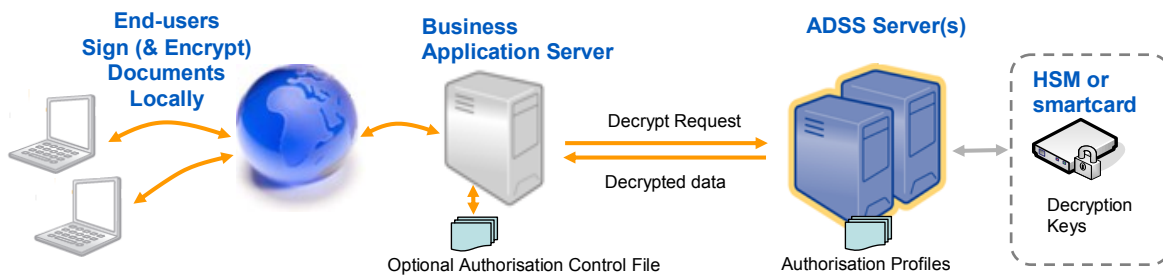 End-users
Sign (& Encrypt)
Documents
Locally
Business
Application Server
ADSS Server(s)
HSM or
smartcard
Decrypt Request
Decrypted data
Decryption
Keys
Optional Authorisation Control File
Authorisation Profiles